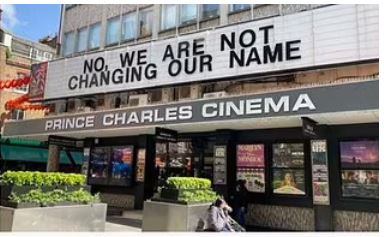 NO, WE ARE NOT
CHANGING OUR NAME
PRINCE CHARLES CINEMA